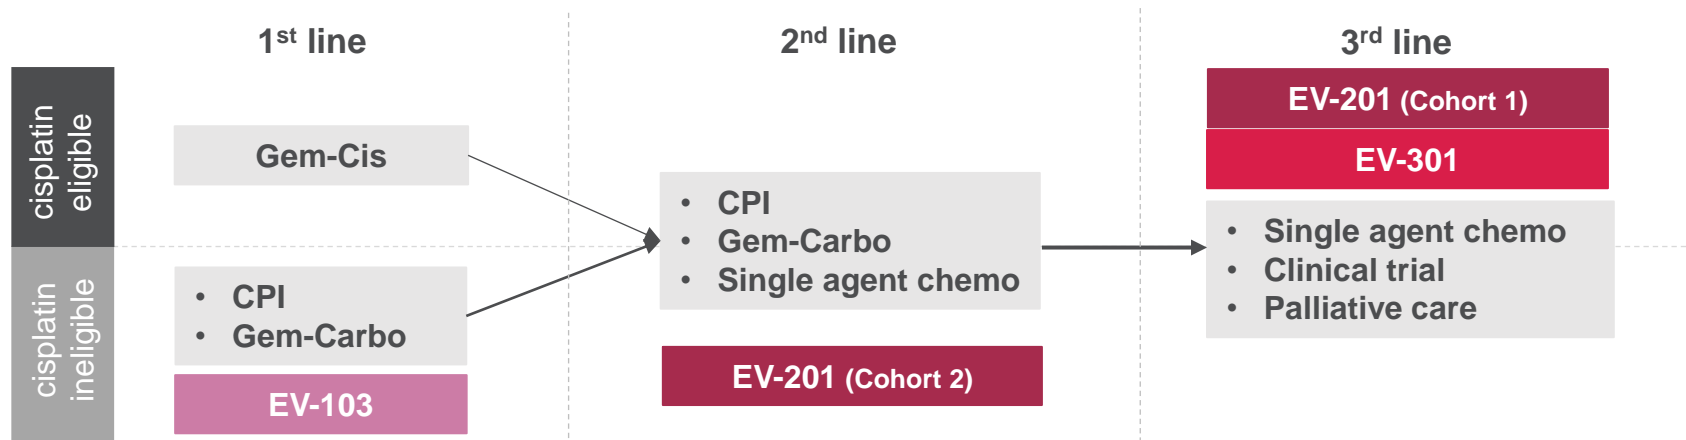 1st line
2nd line
3rd line
cisplatin
eligible
cisplatin
ineligible
Gem-Cis
• CPI
• Gem-Carbo
EV-103
• CPI
• Gem-Carbo
• Single agent chemo
EV-201 (Cohort 2)
EV-201 (Cohort 1)
EV-301
• Single agent chemo
• Clinical trial
• Palliative care